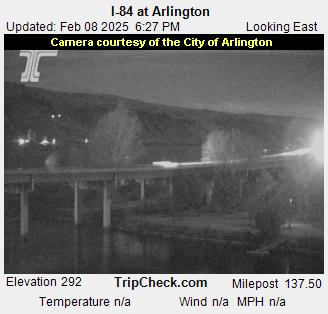 I-84 at Arlington
Updated: Feb 08 2025 6:27 PM Looking East
Camera courtesy of the City of Arlington
Elevation 292 TripCheck.com Milepost 137.50
Temperature n/a Wind n/a MPH n/a